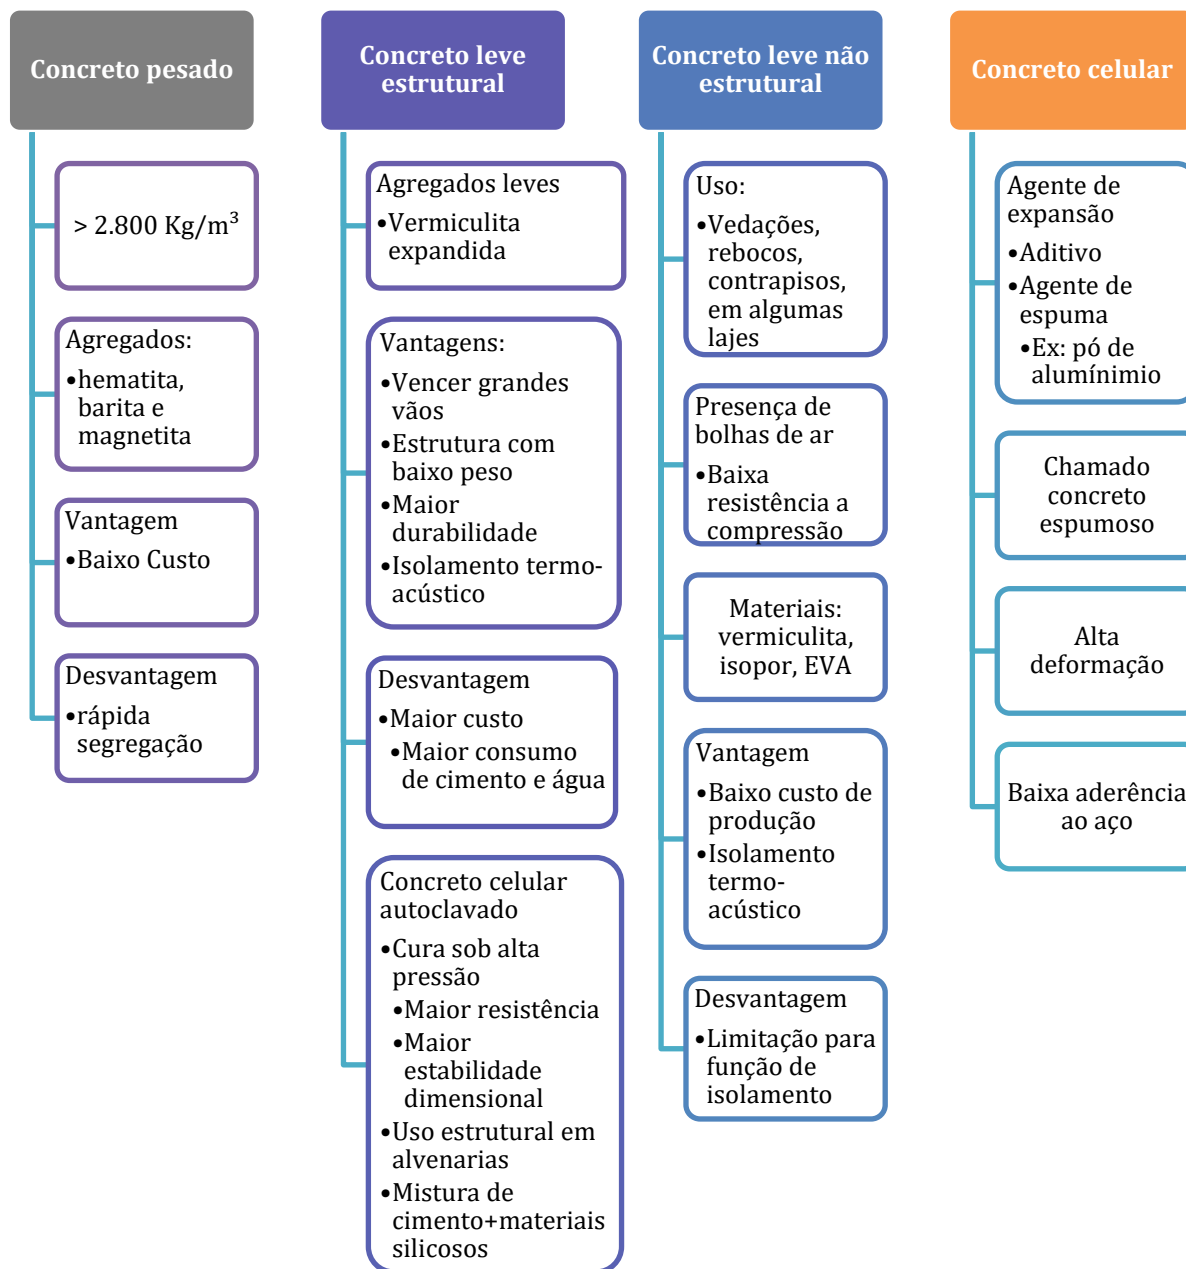 Concreto pesado
> 2.800 Kg/m³
Agregados:
•hematita,
barita e
magnetita
Vantagem
•Baixo Custo
Desvantagem
•rápida
segregação
Concreto leve
estrutural
Agregados leves
•Vermiculita
expandida
Vantagens:
•Vencer grandes
vãos
•Estrutura com
baixo peso
•Maior
durabilidade
•Isolamento termo-
acústico
Desvantagem
•Maior custo
•Maior consumo
de cimento e água
Concreto celular
autoclavado
•Cura sob alta
pressão
•Maior resistência
•Maior
estabilidade
dimensional
•Uso estrutural em
alvenarias
•Mistura de
cimento+materiais
silicosos
Concreto leve não
estrutural
Uso:
•Vedações,
rebocos,
contrapisos,
em algumas
lajes
Presença de
bolhas de ar
•Baixa
resistência a
compressão
Materiais:
vermiculita,
isopor, EVA
Vantagem
•Baixo custo de
produção
•Isolamento
termo-
acústico
Desvantagem
•Limitação para
função de
isolamento
Concreto celular
Agente de
expansão
•Aditivo
•Agente de
espuma
•Ex: pó de
alumínimio
Chamado
concreto
espumoso
Alta
deformação
Baixa aderência
ao aço